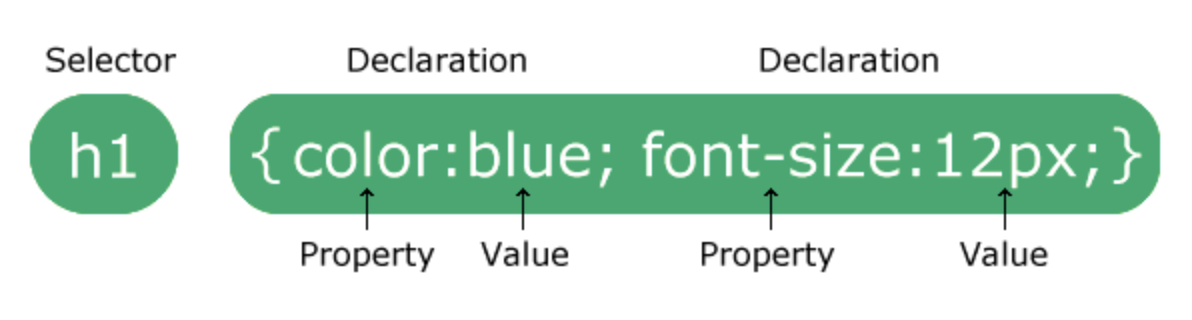 Selector Declaration Declaration
h1 {color:blue; font-size:12px;}
Property Value Property Value